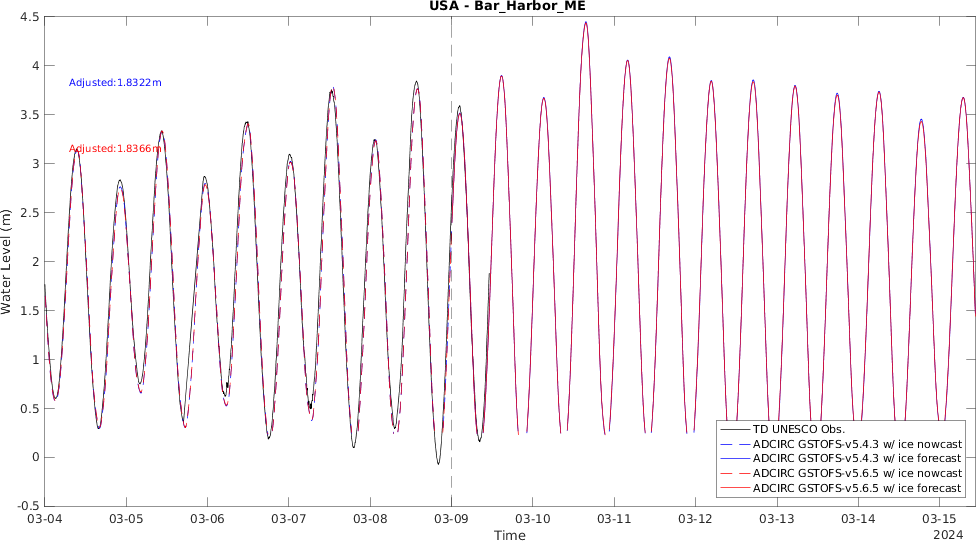 USA - Bar_Harbor_ME
4.5
4
3.5
3
2.5
2
1.5
1
0.5
0
-0.5
Water Level (m)
Adjusted:1.8322m
Adjusted:1.8366m
TD UNESCO Obs.
ADCIRC GSTOFS-v5.4.3 w/ ice nowcast
ADCIRC GSTOFS-v5.4.3 w/ ice forecast
ADCIRC GSTOFS-v5.6.5 w/ ice nowcast
ADCIRC GSTOFS-v5.6.5 w/ ice forecast
03-04 03-05 03-06 03-07 03-08 03-09 03-10 03-11 03-12 03-13 03-14 03-15
Time
2024